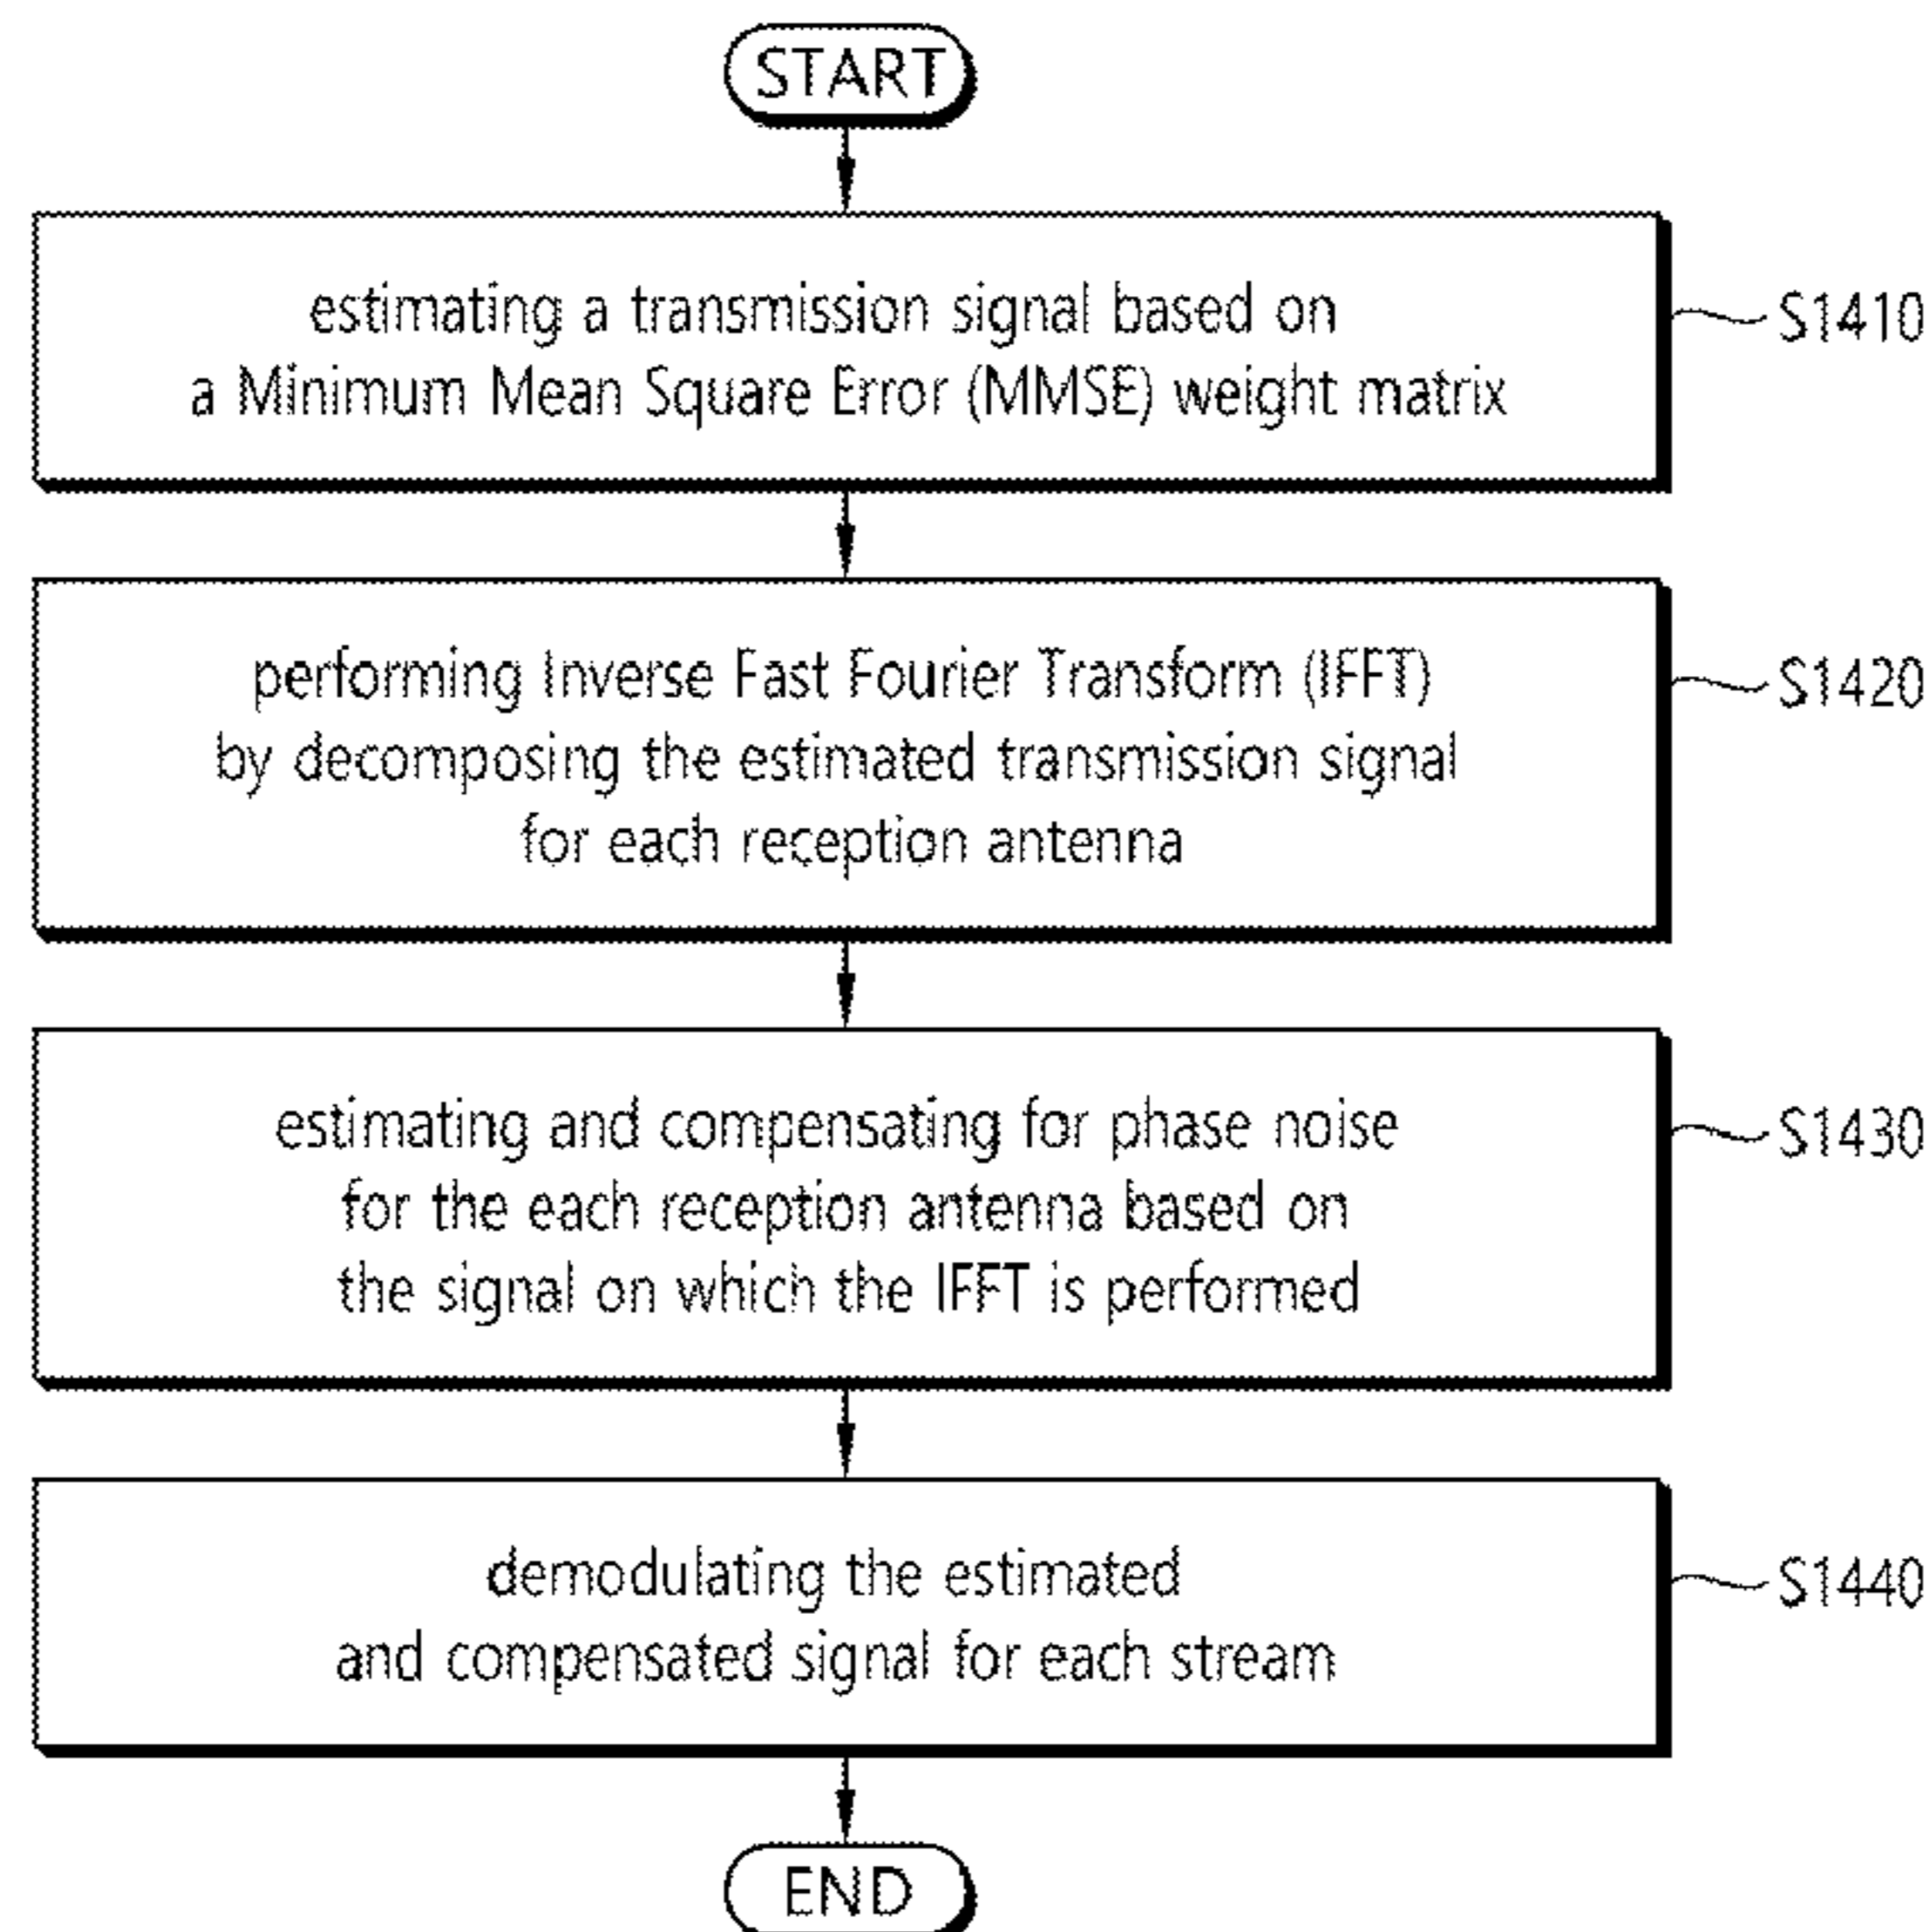 START
estimating a transmission signal based on
a Minimum Mean Square Error (MMSE) weight matrix
S1410
performing Inverse Fast Fourier Transform (IFFT)
by decomposing the estimated transmission signal
for each reception antenna
S1420
estimating and compensating for phase noise
for the each reception antenna based on
the signal on which the IFFT is performed
S1430
demodulating the estimated
and compensated signal for each stream
S1440
END